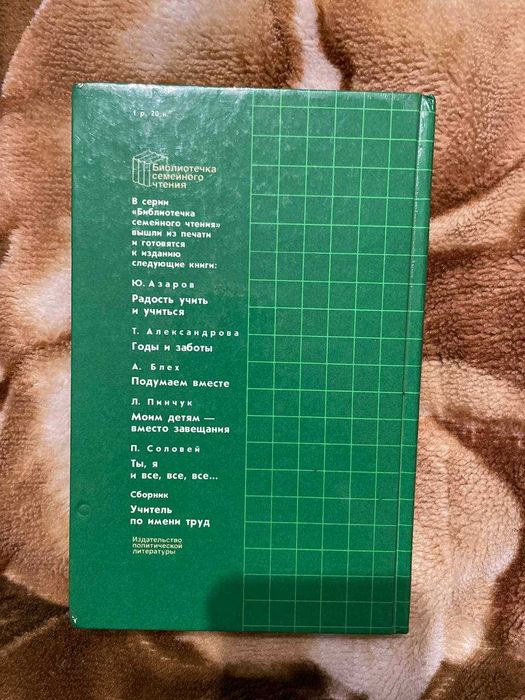 1 р. 20 к.
Библиотечка
семейного
чтения
В серии
«Библиотечка
семейного чтения»
вышли из печати
и готовятся
к изданию
следующие книги:
Ю. Азаров
Радость учить
и учиться
Т. Александрова
Годы и заботы
А. Блех
Подумаем вместе
Л. Пинчук
Моим детям —
вместо завещания
П. Соловей
Ты, я
и все, все, все...
Сборник
Учитель
по имени труд
Издательство
политической
литературы